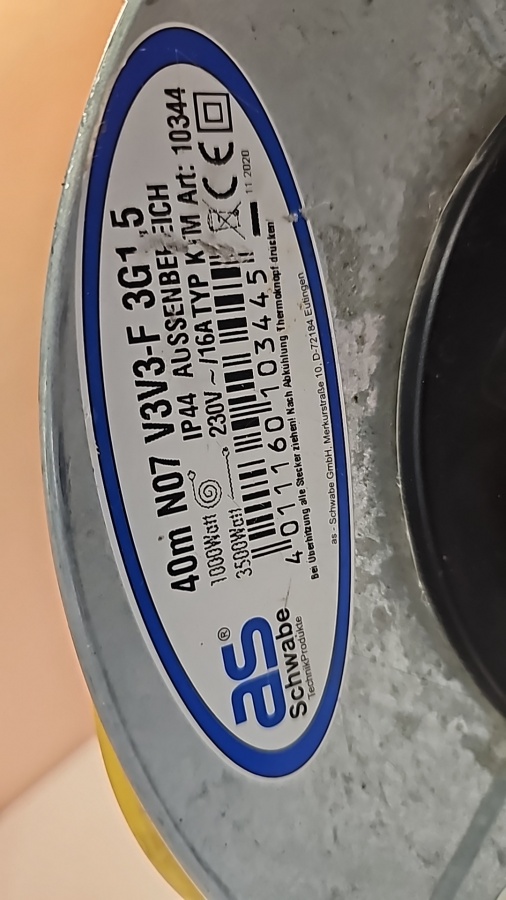 40m N07 V3V3-F 3G1,5
1000Watt IP44 AUSSENBEREICH
3500Watt 230V ~/16A TYP K1M Art: 10344
CE
4 011160 103445
11.2020
Bei Überhitzung alle Stecker ziehen! Nach Abkühlung Thermoknopf drücken!
as - Schwabe GmbH, Merkurstraße 10, D-72184 Eutingen
as®
Schwabe
TechnikProdukte